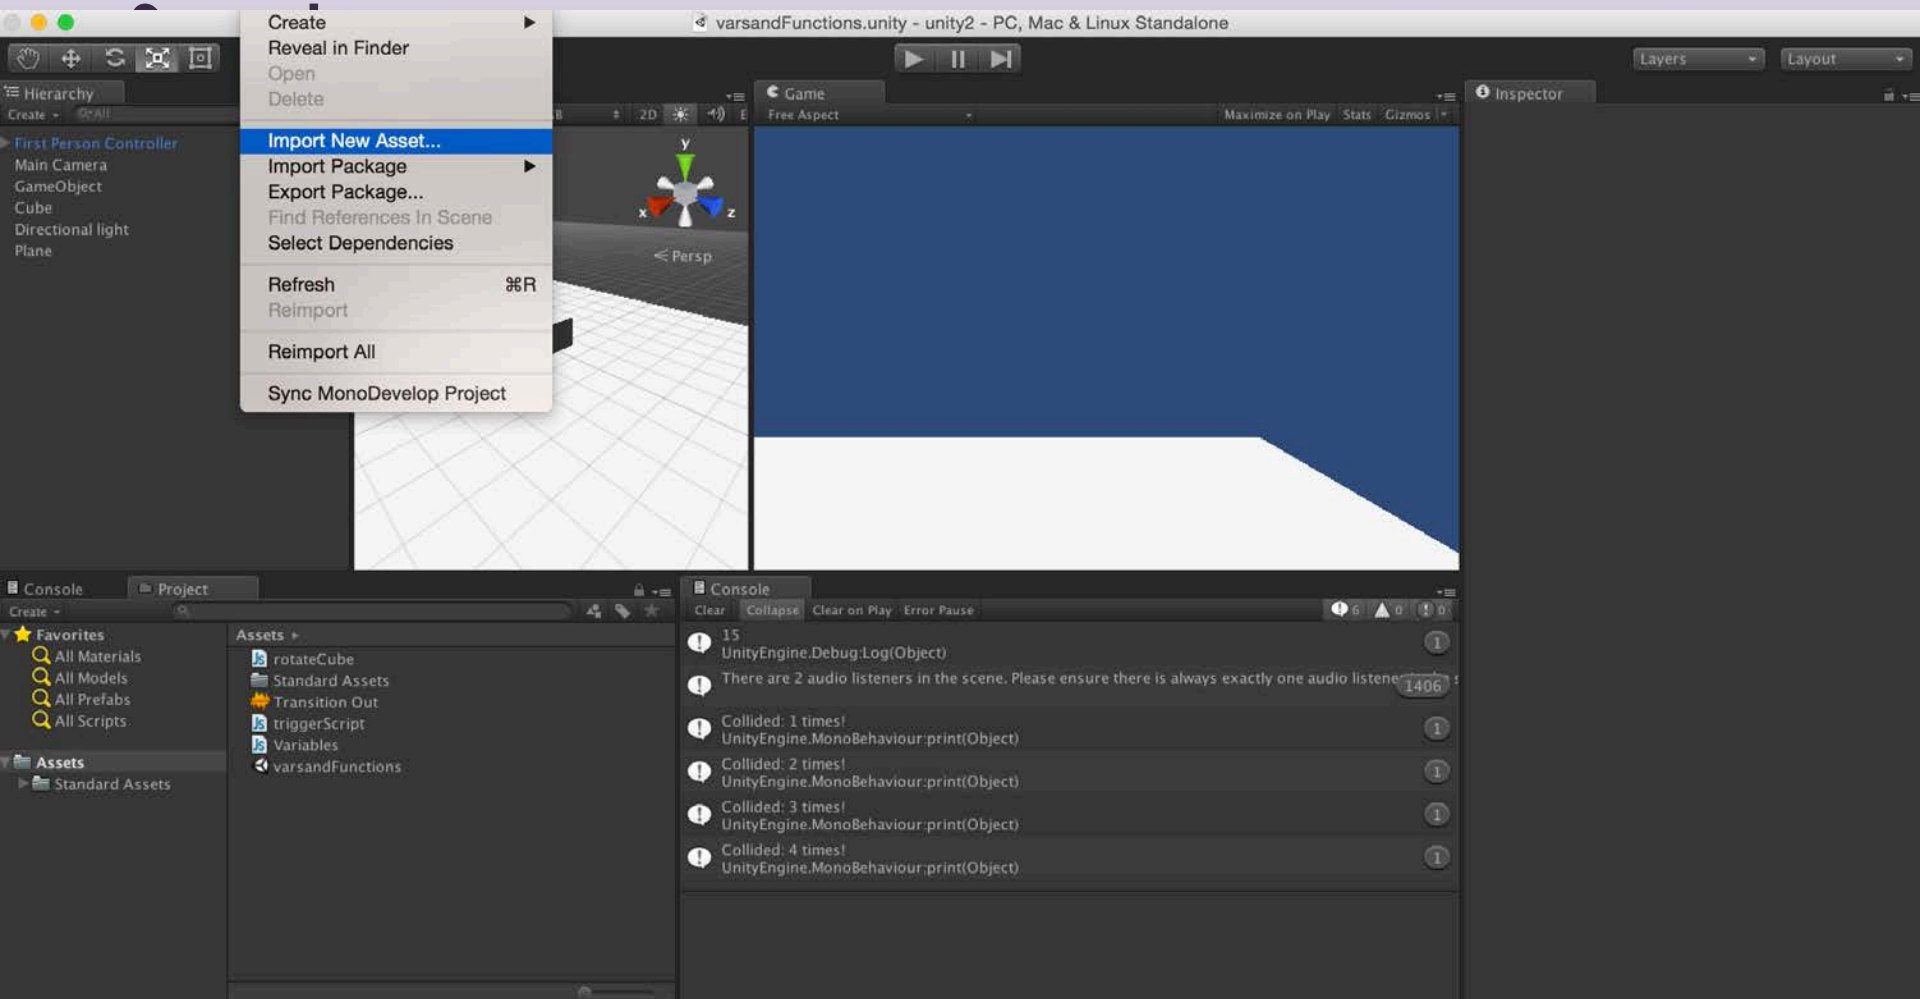 varsandFunctions.unity - unity2 - PC, Mac & Linux Standalone
Create
Reveal in Finder
Open
Delete
Import New Asset...
Import Package
Export Package...
Find References In Scene
Select Dependencies
Refresh ⌘R
Reimport
Reimport All
Sync MonoDevelop Project
Layers
Layout
Hierarchy
Create
All
First Person Controller
Main Camera
GameObject
Cube
Directional light
Plane
2D
y
x
z
Persp
Game
Free Aspect
Maximize on Play Stats Gizmos
Inspector
Console
Project
Create
Favorites
All Materials
All Models
All Prefabs
All Scripts
Assets
Standard Assets
Assets
rotateCube
Standard Assets
Transition Out
triggerScript
Variables
varsandFunctions
Console
Clear Collapse Clear on Play Error Pause
6 0 0
15
UnityEngine.Debug:Log(Object)
1
There are 2 audio listeners in the scene. Please ensure there is always exactly one audio
1406
Collided: 1 times!
UnityEngine.MonoBehaviour:print(Object)
1
Collided: 2 times!
UnityEngine.MonoBehaviour:print(Object)
1
Collided: 3 times!
UnityEngine.MonoBehaviour:print(Object)
1
Collided: 4 times!
UnityEngine.MonoBehaviour:print(Object)
1